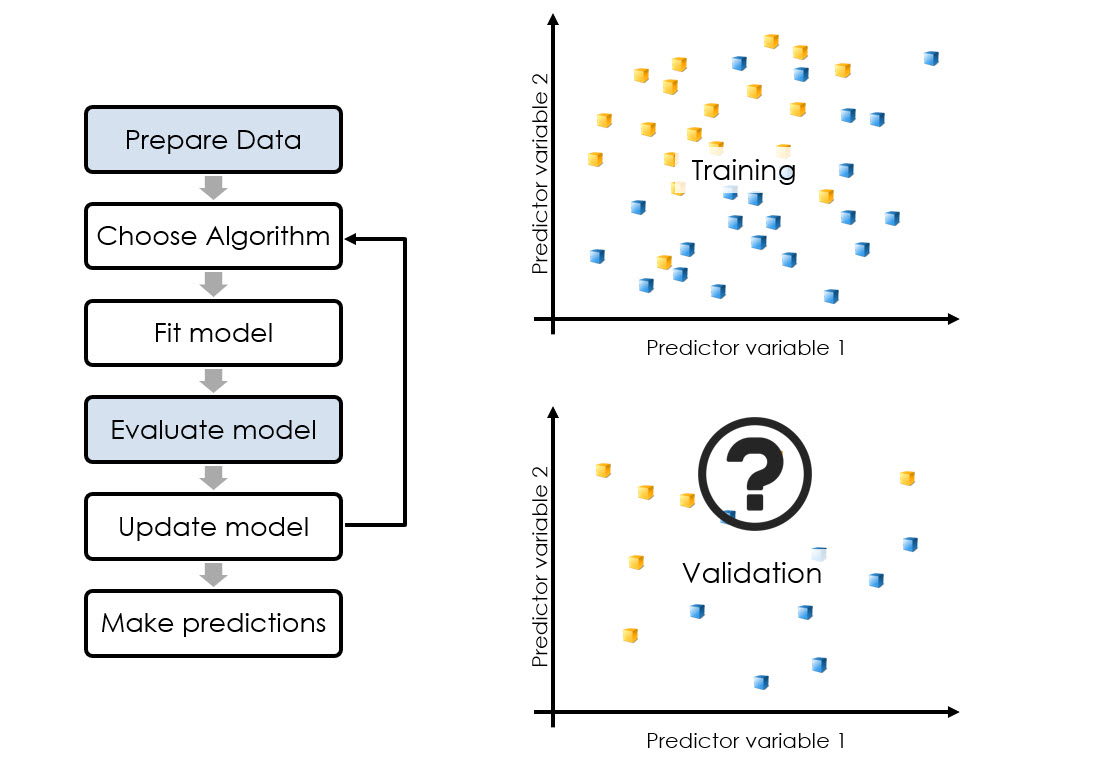 Prepare Data
Choose Algorithm
Fit model
Evaluate model
Update model
Make predictions
Predictor variable 2
Training
Predictor variable 1
?
Predictor variable 2
Validation
Predictor variable 1